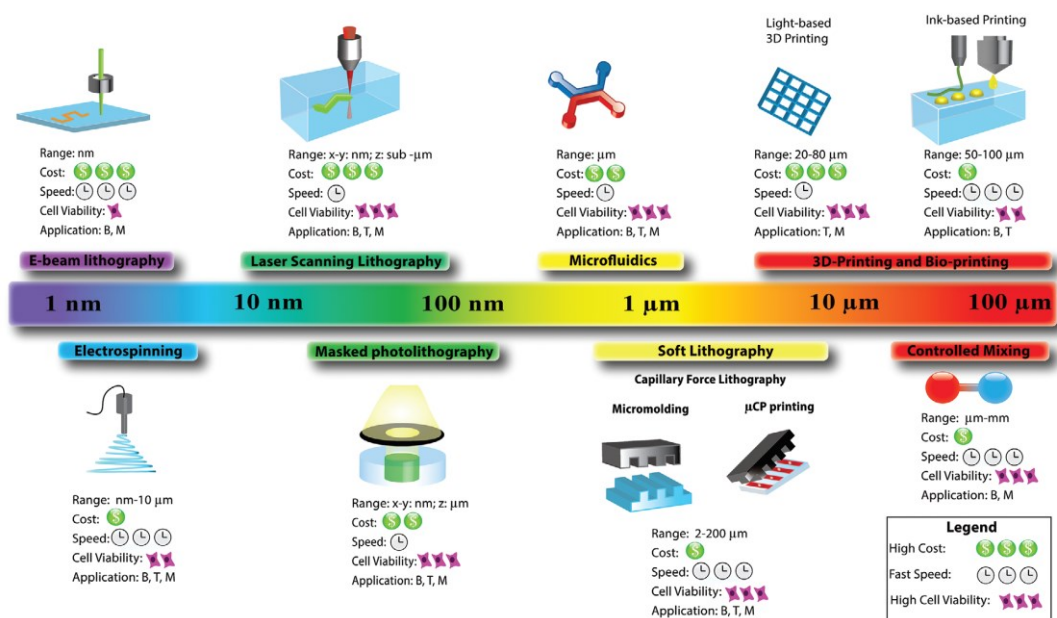 Light-based
3D Printing
Ink-based Printing
Range: nm
Cost: $ $ $
Speed:
Cell Viability:
Application: B, M
Range: x-y: nm; z: sub -μm
Cost: $ $ $
Speed:
Cell Viability:
Application: B, T, M
Range: μm
Cost: $ $
Speed:
Cell Viability:
Application: B, T, M
Range: 20-80 μm
Cost: $ $ $
Speed:
Cell Viability:
Application: T, M
Range: 50-100 μm
Cost: $
Speed:
Cell Viability:
Application: B, T
E-beam lithography
Laser Scanning Lithography
Microfluidics
3D-Printing and Bio-printing
1 nm 10 nm 100 nm 1 μm 10 μm 100 μm
Electrospinning
Masked photolithography
Soft Lithography
Controlled Mixing
Capillary Force Lithography
Micromolding
μCP printing
Range: nm-10 μm
Cost: $
Speed:
Cell Viability:
Application: B, T, M
Range: x-y: nm; z: μm
Cost: $ $
Speed:
Cell Viability:
Application: B, T, M
Range: 2-200 μm
Cost: $
Speed:
Cell Viability:
Application: B, T, M
Range: μm-mm
Cost: $
Speed:
Cell Viability:
Application: B, M
Legend
High Cost: $ $ $
Fast Speed:
High Cell Viability: